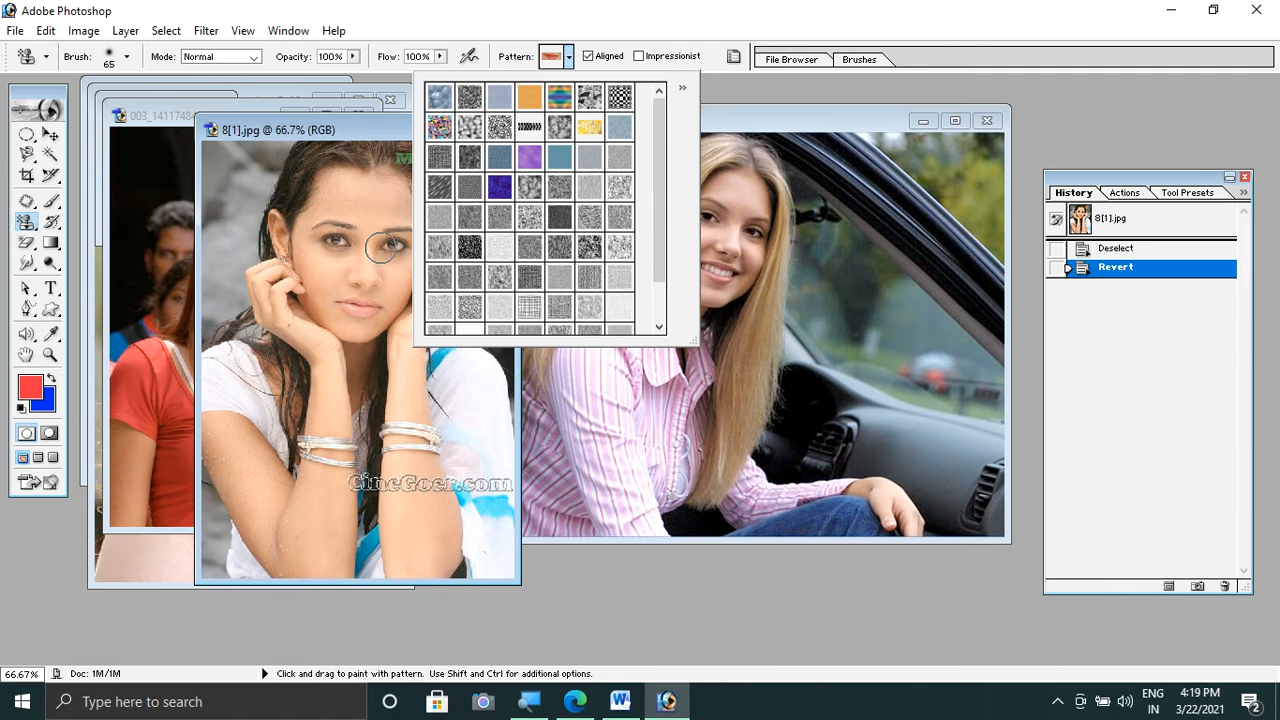 Adobe Photoshop
File Edit Image Layer Select Filter View Window Help
Brush: 65 Mode: Normal Opacity: 100% Flow: 100% Pattern: Aligned Impressionist File Browser Brushes
003_1411748
8[1].jpg @ 66.7% (RGB)
M
History Actions Tool Presets
8[1].jpg
Deselect
Revert
T
CineGoer.com
66.67% Doc: 1M/1M Click and drag to paint with pattern. Use Shift and Ctrl for additional options.
Type here to search
ENG
IN
4:19 PM
3/22/2021
2